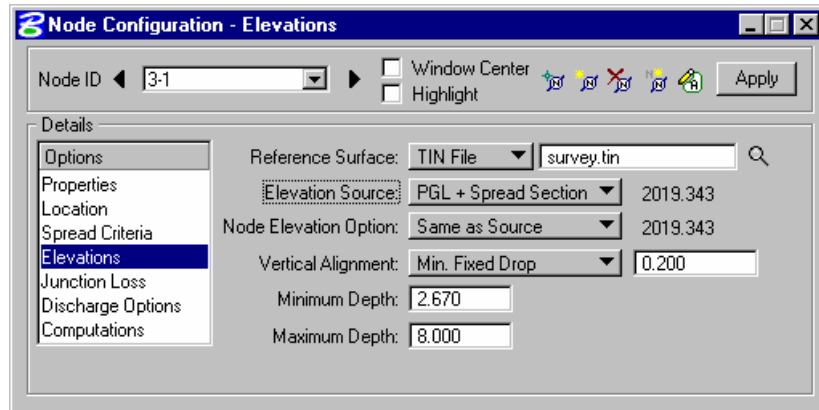 Node Configuration - Elevations
Node ID 3-1 Window Center Highlight Apply
Details
Options
Properties
Location
Spread Criteria
Elevations
Junction Loss
Discharge Options
Computations
Reference Surface: TIN File survey.tin
Elevation Source: PGL + Spread Section 2019.343
Node Elevation Option: Same as Source 2019.343
Vertical Alignment: Min. Fixed Drop 0.200
Minimum Depth: 2.670
Maximum Depth: 8.000